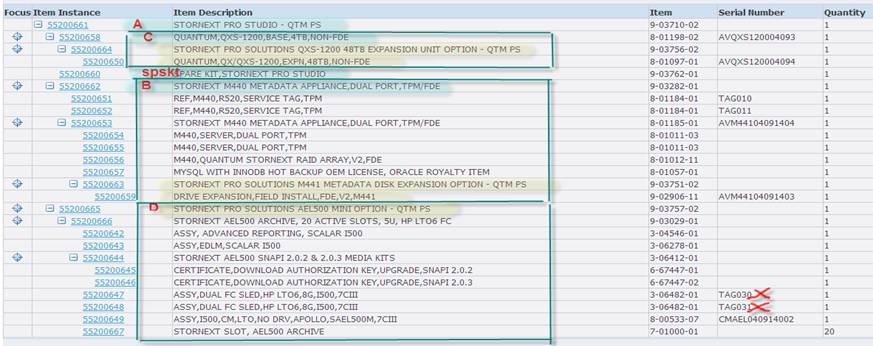 Focus Item Instance Item Description Item Serial Number Quantity
55200661 A STORNEXT PRO STUDIO - QTM PS 9-03710-02 1
55200658 C QUANTUM,QXS-1200,BASE,4TB,NON-FDE 8-01198-02 AVQXS120004093 1
55200664 STORNEXT PRO SOLUTIONS QXS-1200 48TB EXPANSION UNIT OPTION - QTM PS 9-03756-02 1
55200650 QUANTUM,QX/QXS-1200,EXPN,48TB,NON-FDE 8-01097-01 AVQXS120004094 1
55200660 spskt PARE KIT,STORNEXT PRO STUDIO 9-03762-01 1
55200662 B STORNEXT M440 METADATA APPLIANCE,DUAL PORT,TPM/FDE 9-03282-01 1
55200651 REF,M440,R520,SERVICE TAG,TPM 8-01184-01 TAG010 1
55200652 REF,M440,R520,SERVICE TAG,TPM 8-01184-01 TAG011 1
55200653 STORNEXT M440 METADATA APPLIANCE,DUAL PORT,TPM/FDE 8-01185-01 AVM44104091404 1
55200654 M440,SERVER,DUAL PORT,TPM 8-01011-03 1
55200655 M440,SERVER,DUAL PORT,TPM 8-01011-03 1
55200656 M440,QUANTUM STORNEXT RAID ARRAY,V2,FDE 8-01012-11 1
55200657 MYSQL WITH INNODB HOT BACKUP OEM LICENSE, ORACLE ROYALTY ITEM 8-01057-01 1
55200663 STORNEXT PRO SOLUTIONS M441 METADATA DISK EXPANSION OPTION - QTM PS 9-03751-02 1
55200659 DRIVE EXPANSION,FIELD INSTALL,FDE,V2,M441 9-02906-11 AVM44104091403 1
55200665 D STORNEXT PRO SOLUTIONS AEL500 MINI OPTION - QTM PS 9-03757-02 1
55200666 STORNEXT AEL500 ARCHIVE, 20 ACTIVE SLOTS, 5U, HP LTO6 FC 9-03029-01 1
55200642 ASSY, ADVANCED REPORTING, SCALAR I500 3-04546-01 1
55200643 ASSY,EDLM,SCALAR I500 3-06278-01 1
55200644 STORNEXT AEL500 SNAPI 2.0.2 & 2.0.3 MEDIA KITS 3-06412-01 1
55200645 CERTIFICATE,DOWNLOAD AUTHORIZATION KEY,UPGRADE,SNAPI 2.0.2 6-67447-01 1
55200646 CERTIFICATE,DOWNLOAD AUTHORIZATION KEY,UPGRADE,SNAPI 2.0.3 6-67447-02 1
55200647 ASSY,DUAL FC SLED,HP LTO6,8G,I500,7CIII 3-06482-01 TAG030 1
55200648 ASSY,DUAL FC SLED,HP LTO6,8G,I500,7CIII 3-06482-01 TAG031 1
55200649 ASSY,I500,CM,LTO,NO DRV,APOLLO,SAEL500M,7CIII 8-00533-07 CMAEL040914002 1
55200667 STORNEXT SLOT, AEL500 ARCHIVE 7-01000-01 20